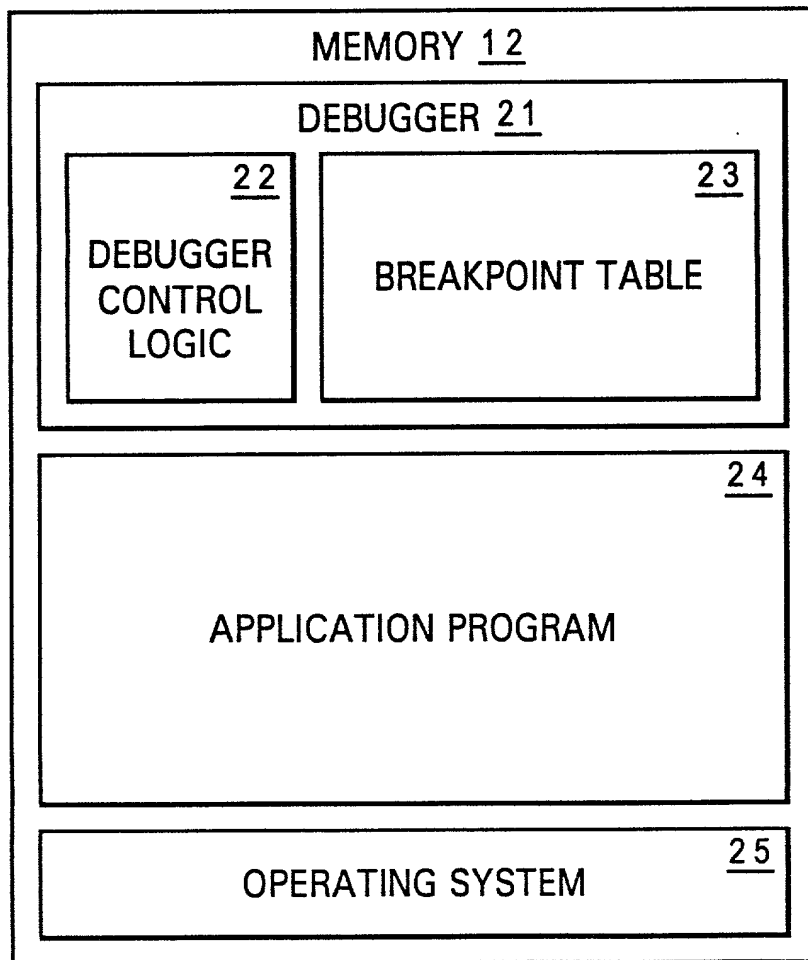 MEMORY 12
DEBUGGER 21
22
DEBUGGER
CONTROL
LOGIC
23
BREAKPOINT TABLE
24
APPLICATION PROGRAM
25
OPERATING SYSTEM